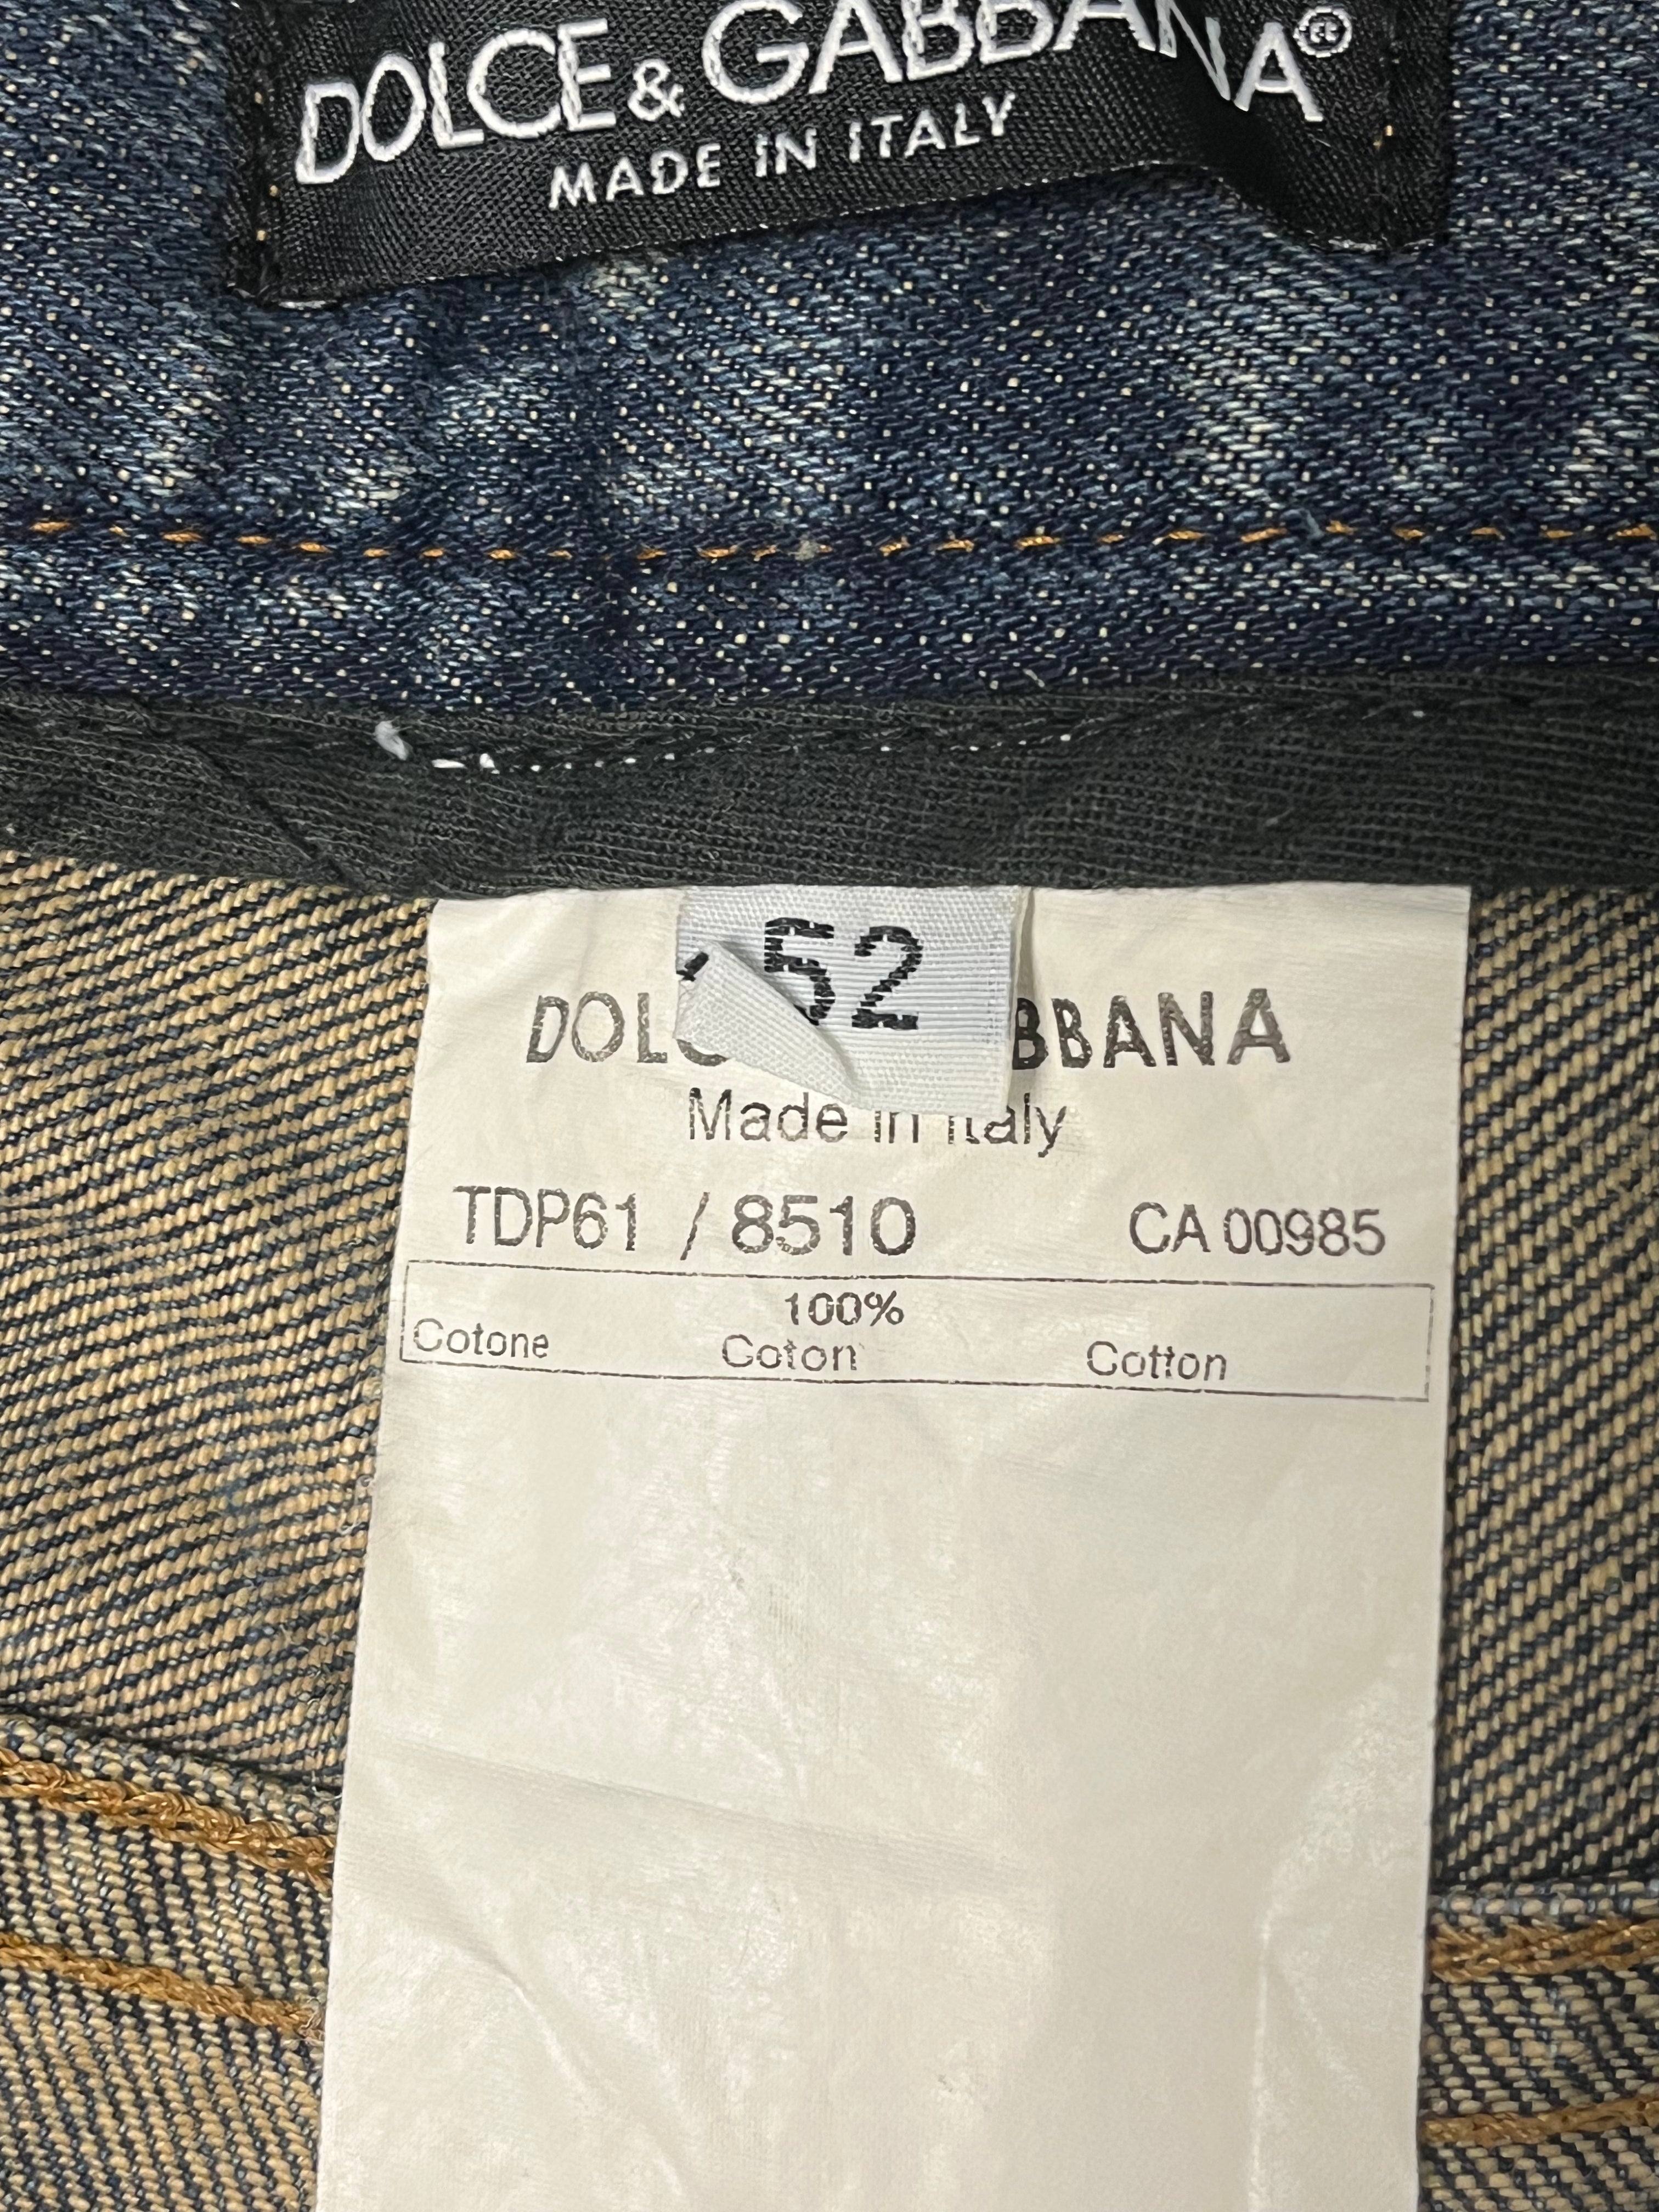 DOLCE & GABBANA®
MADE IN ITALY
52
DOLC BBANA
Made in Italy
TDP61 / 8510 CA 00985
100%
Cotone Coton Cotton